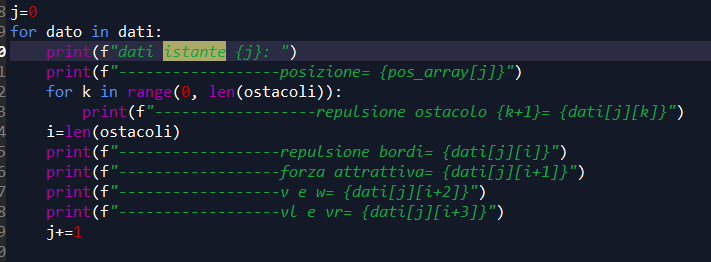 j=0
for dato in dati:
    print(f"dati istante {j}: ")
    print(f"------------------posizione= {pos_array[j]}")
    for k in range(0, len(ostacoli)):
        print(f"------------------repulsione ostacolo {k+1}= {dati[j][k]}")
    i=len(ostacoli)
    print(f"------------------repulsione bordi= {dati[j][i]}")
    print(f"------------------forza attrattiva= {dati[j][i+1]}")
    print(f"------------------v e w= {dati[j][i+2]}")
    print(f"------------------vl e vr= {dati[j][i+3]}")
    j+=1